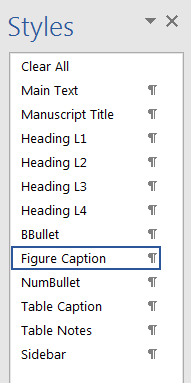 Styles
Clear All
Main Text ¶
Manuscript Title ¶
Heading L1 ¶
Heading L2 ¶
Heading L3 ¶
Heading L4 ¶
BBullet ¶
Figure Caption ¶
NumBullet ¶
Table Caption ¶
Table Notes ¶
Sidebar ¶